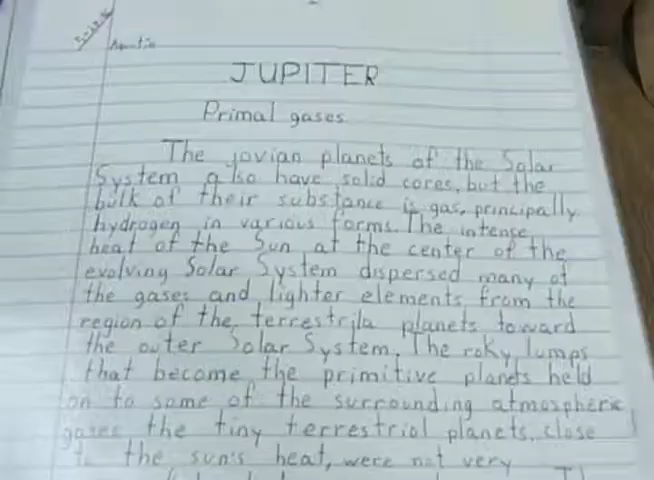 JUPITER
Primal gases
The jovian planets of the Solar
System also have solid cores, but the
bulk of their substance is gas, principally
hydrogen in various forms. The intense
heat of the Sun at the center of the
evolving Solar System dispersed many of
the gases and lighter elements from the
region of the terrestrila planets toward
the outer Solar System. The roky lumps
that become the primitive planets held
on to some of the surrounding atmospheric
gases the tiny terrestriol planets, close
to the sun's heat, were not very